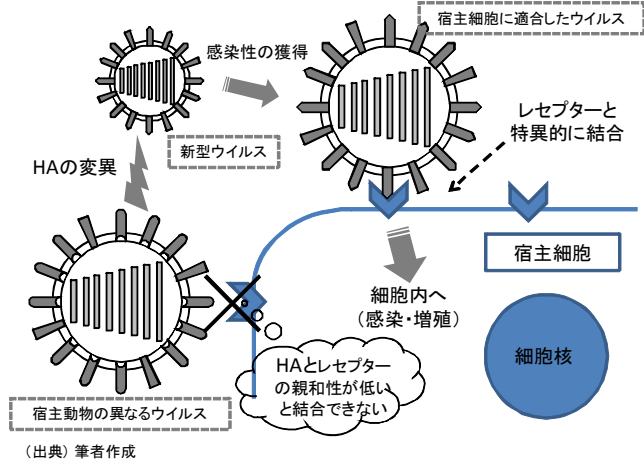 宿主細胞に適合したウイルス
感染性の獲得
レセプターと
特異的に結合
新型ウイルス
HAの変異
宿主細胞
細胞内へ
（感染・増殖）
細胞核
HAとレセプター
の親和性が低い
と結合できない
宿主動物の異なるウイルス
（出典）筆者作成